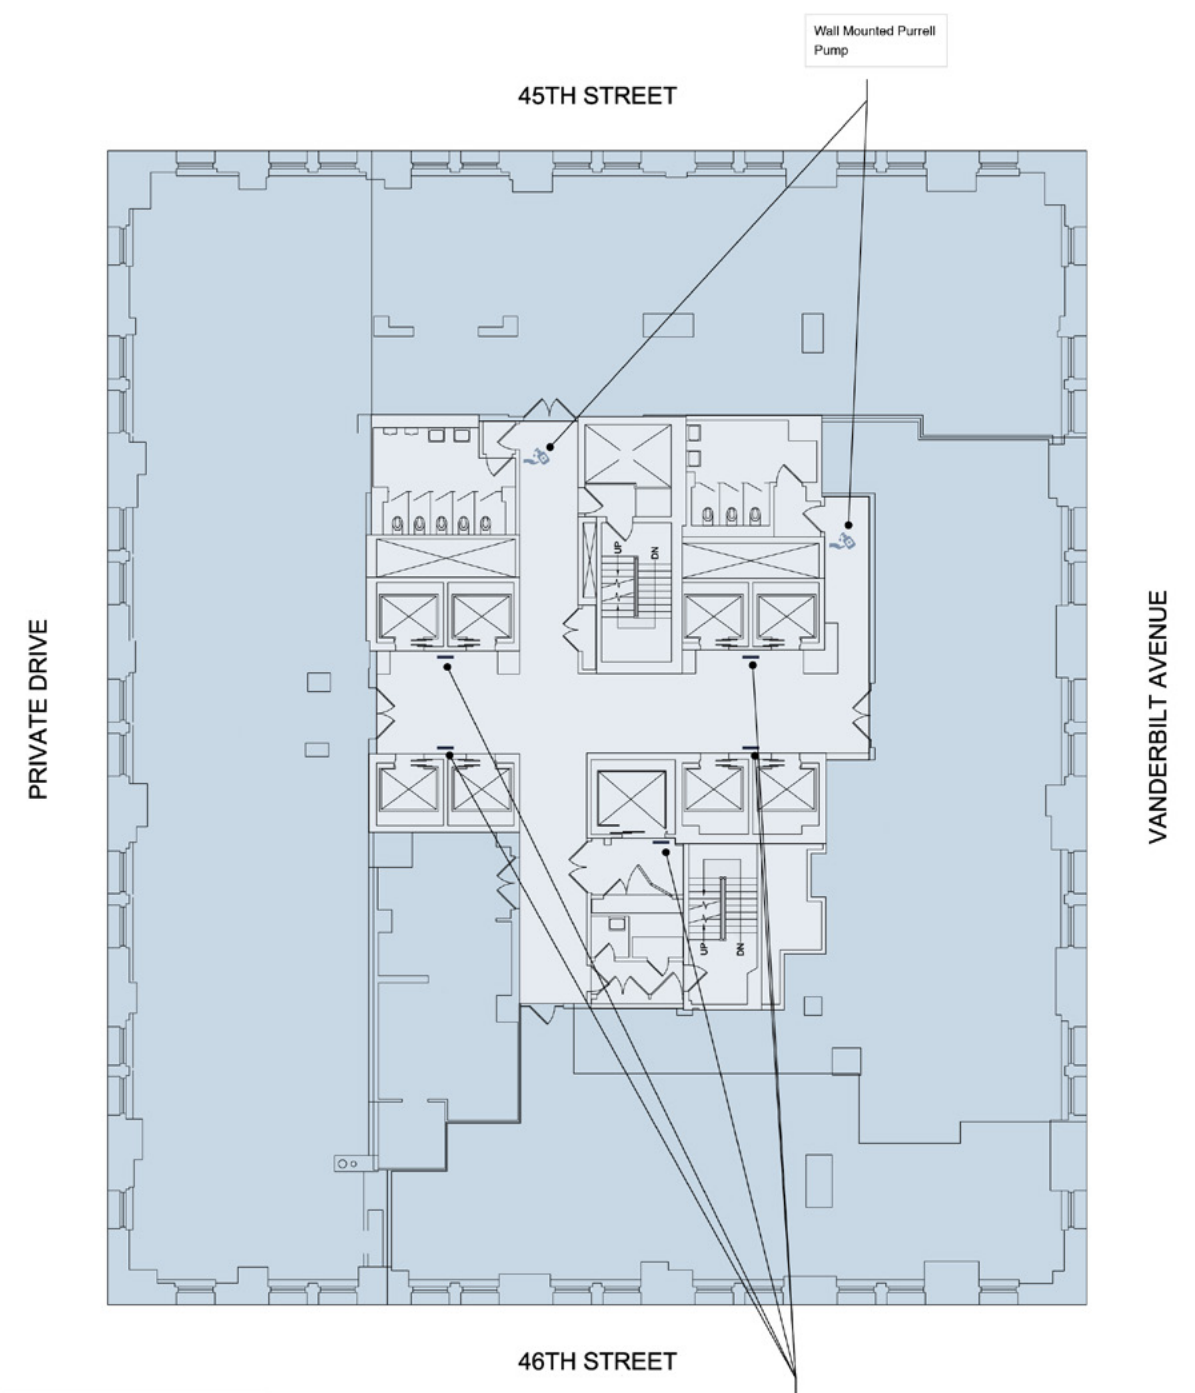 Wall Mounted Purrell
Pump
45TH STREET
PRIVATE DRIVE
VANDERBILT AVENUE
UP
DN
UP
DN
46TH STREET